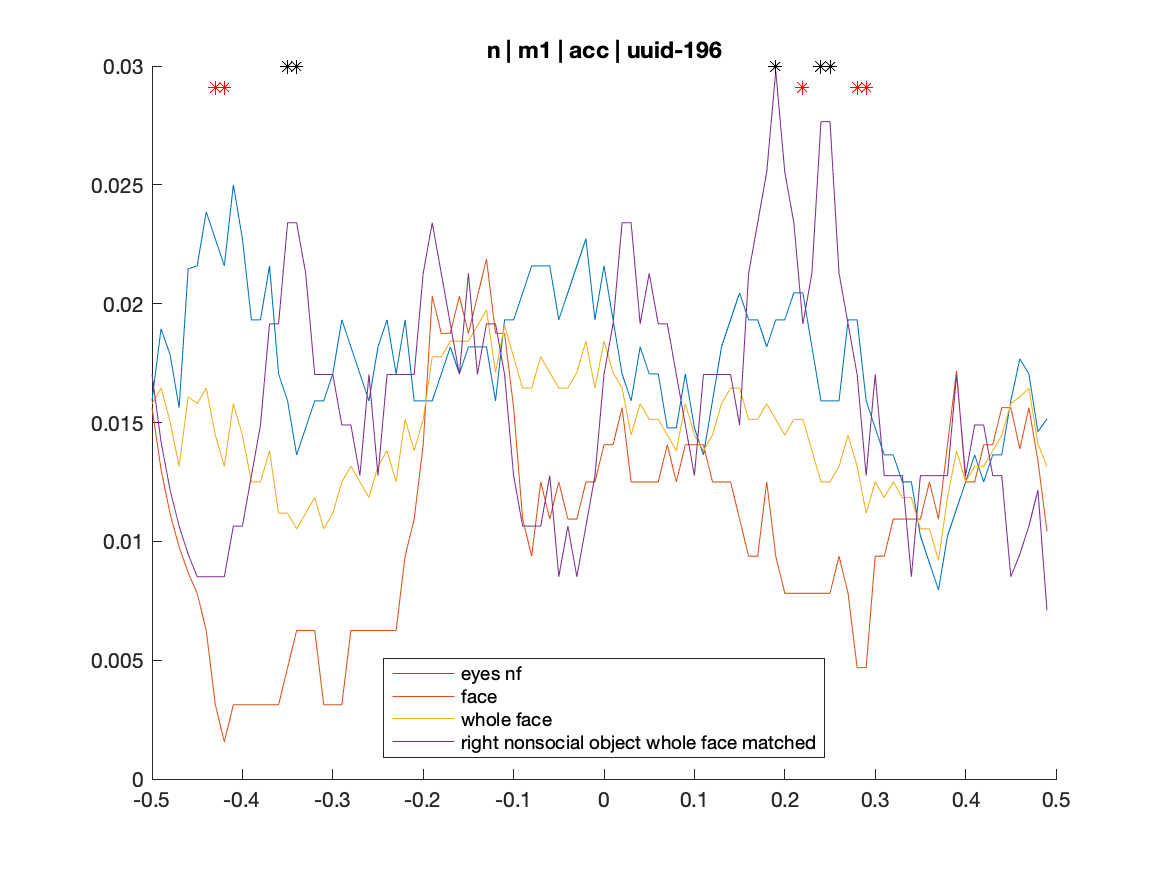 n | m1 | acc | uuid-196
0.03
0.025
0.02
0.015
0.01
0.005
0
eyes nf
face
whole face
right nonsocial object whole face matched
-0.5 -0.4 -0.3 -0.2 -0.1 0 0.1 0.2 0.3 0.4 0.5